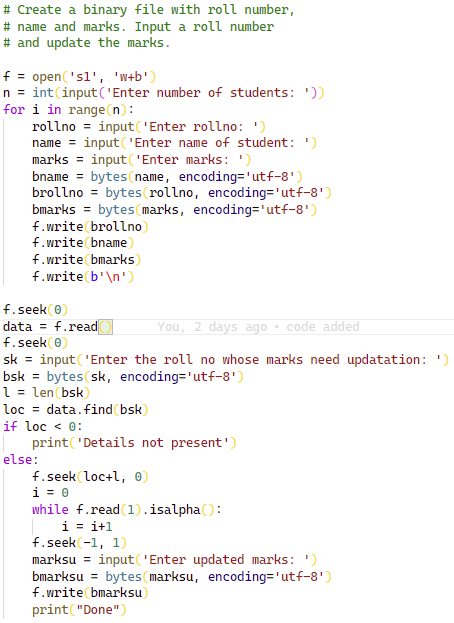 # Create a binary file with roll number,
# name and marks. Input a roll number
# and update the marks.

f = open('s1', 'w+b')
n = int(input('Enter number of students: '))
for i in range(n):
    rollno = input('Enter rollno: ')
    name = input('Enter name of student: ')
    marks = input('Enter marks: ')
    bname = bytes(name, encoding='utf-8')
    brollno = bytes(rollno, encoding='utf-8')
    bmarks = bytes(marks, encoding='utf-8')
    f.write(brollno)
    f.write(bname)
    f.write(bmarks)
    f.write(b'\n')

f.seek(0)
data = f.read()     You, 2 days ago • code added
f.seek(0)
sk = input('Enter the roll no whose marks need updatation: ')
bsk = bytes(sk, encoding='utf-8')
l = len(bsk)
loc = data.find(bsk)
if loc < 0:
    print('Details not present')
else:
    f.seek(loc+l, 0)
    i = 0
    while f.read(1).isalpha():
        i = i+1
    f.seek(-1, 1)
    marksu = input('Enter updated marks: ')
    bmarksu = bytes(marksu, encoding='utf-8')
    f.write(bmarksu)
    print("Done")